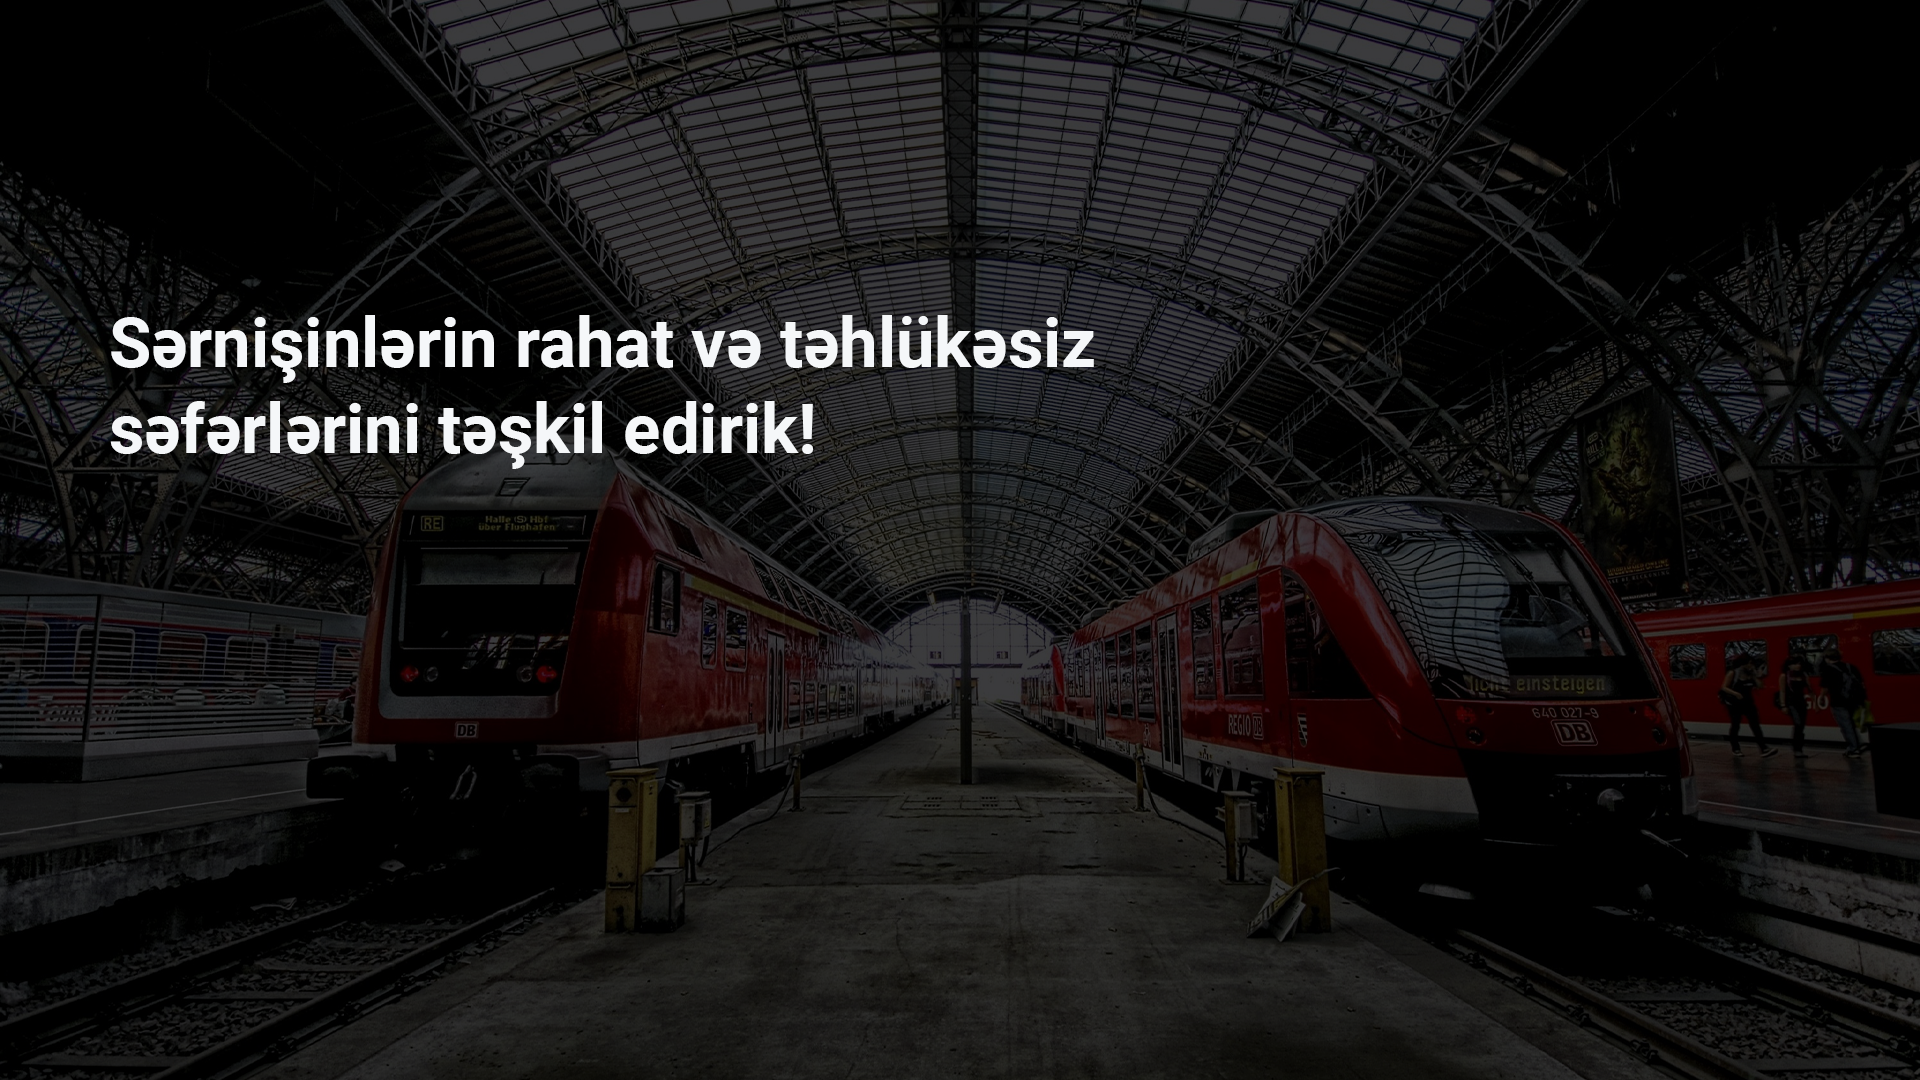 Sərnişinlərin rahat və təhlükəsiz
səfərlərini təşkil edirik!
RE
Halle (S) Hbf
über Flughafen
einsteigen
640 027-9
DB
REGIO DB
DB